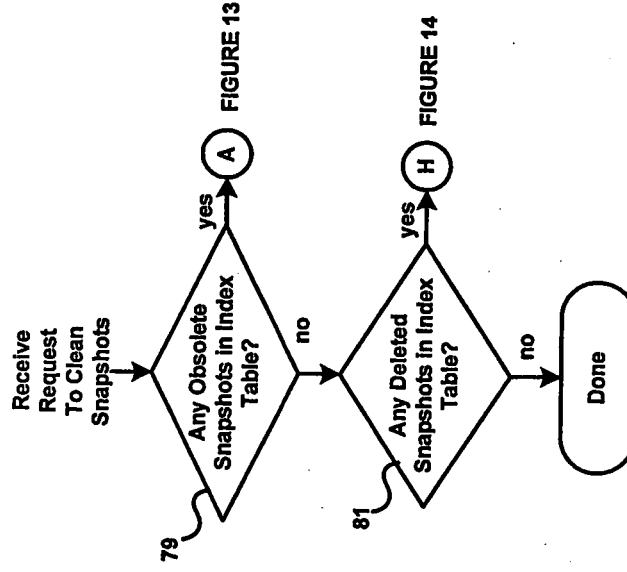 Receive
Request
To Clean
Snapshots
79
Any Obsolete
Snapshots in Index
Table?
yes
A
FIGURE 13
no
81
Any Deleted
Snapshots in Index
Table?
yes
H
FIGURE 14
no
Done